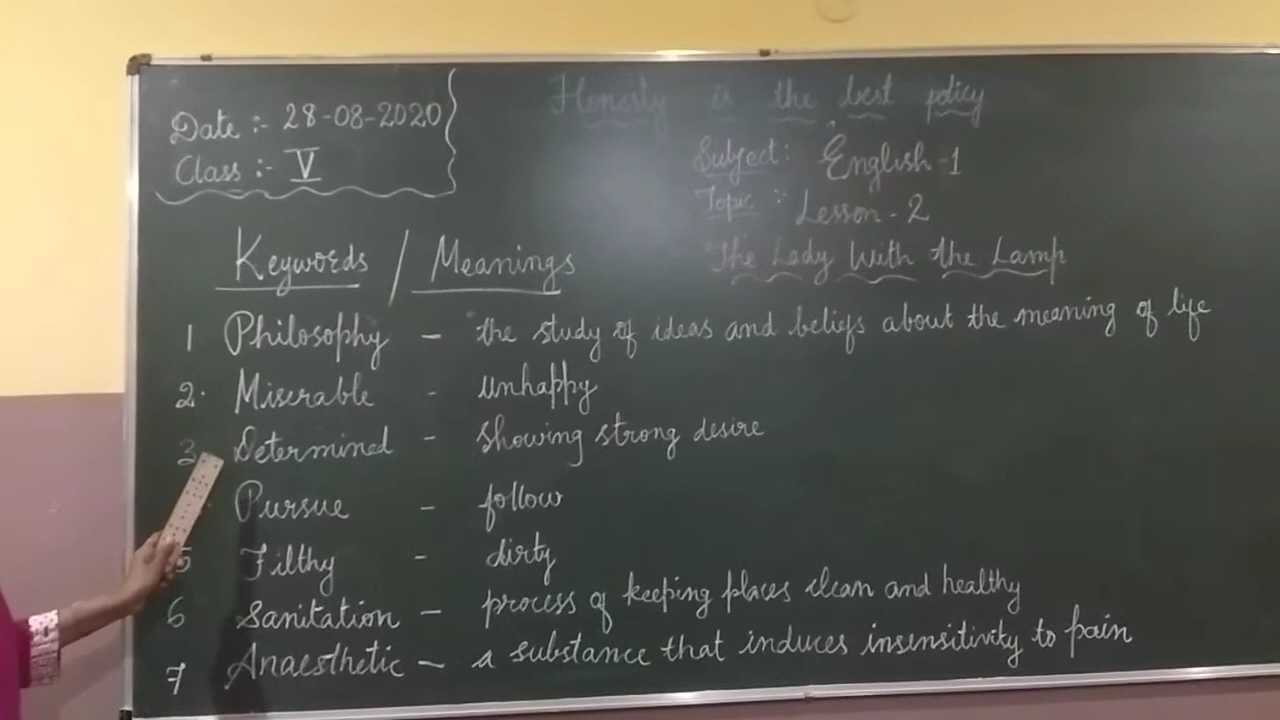 Date :- 28-08-2020
Class :- V
Honesty is the best policy
Subject: English-1
Topic : Lesson-2
The Lady With the Lamp
Keywords / Meanings
1 Philosophy - the study of ideas and beliefs about the meaning of life
2. Miserable - unhappy
3 Determined - showing strong desire
Pursue - follow
5 Filthy - dirty
6 Sanitation - process of keeping places clean and healthy
7 Anaesthetic - a substance that induces insensitivity to pain